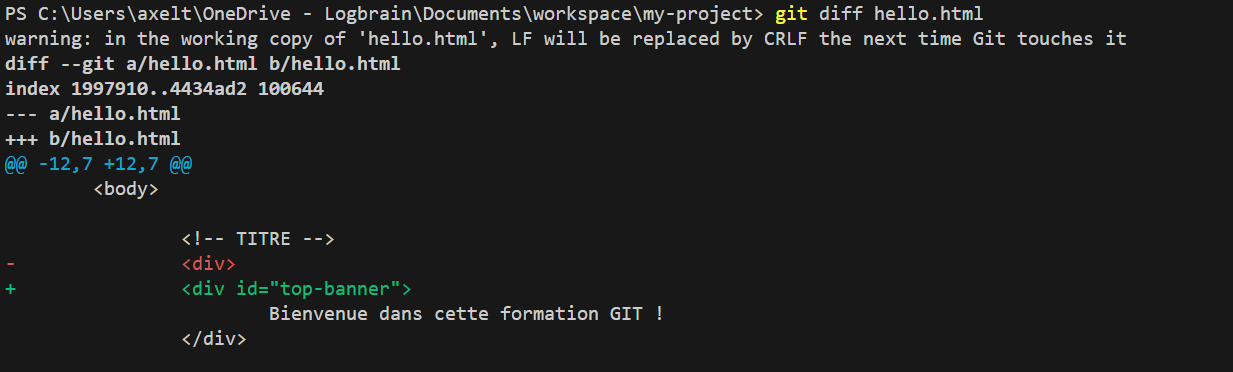 PS C:\Users\axelt\OneDrive - Logbrain\Documents\workspace\my-project> git diff hello.html
warning: in the working copy of 'hello.html', LF will be replaced by CRLF the next time Git touches it
diff --git a/hello.html b/hello.html
index 1997910..4434ad2 100644
--- a/hello.html
+++ b/hello.html
@@ -12,7 +12,7 @@
        <body>

                <!-- TITRE -->
-               <div>
+               <div id="top-banner">
                        Bienvenue dans cette formation GIT !
                </div>